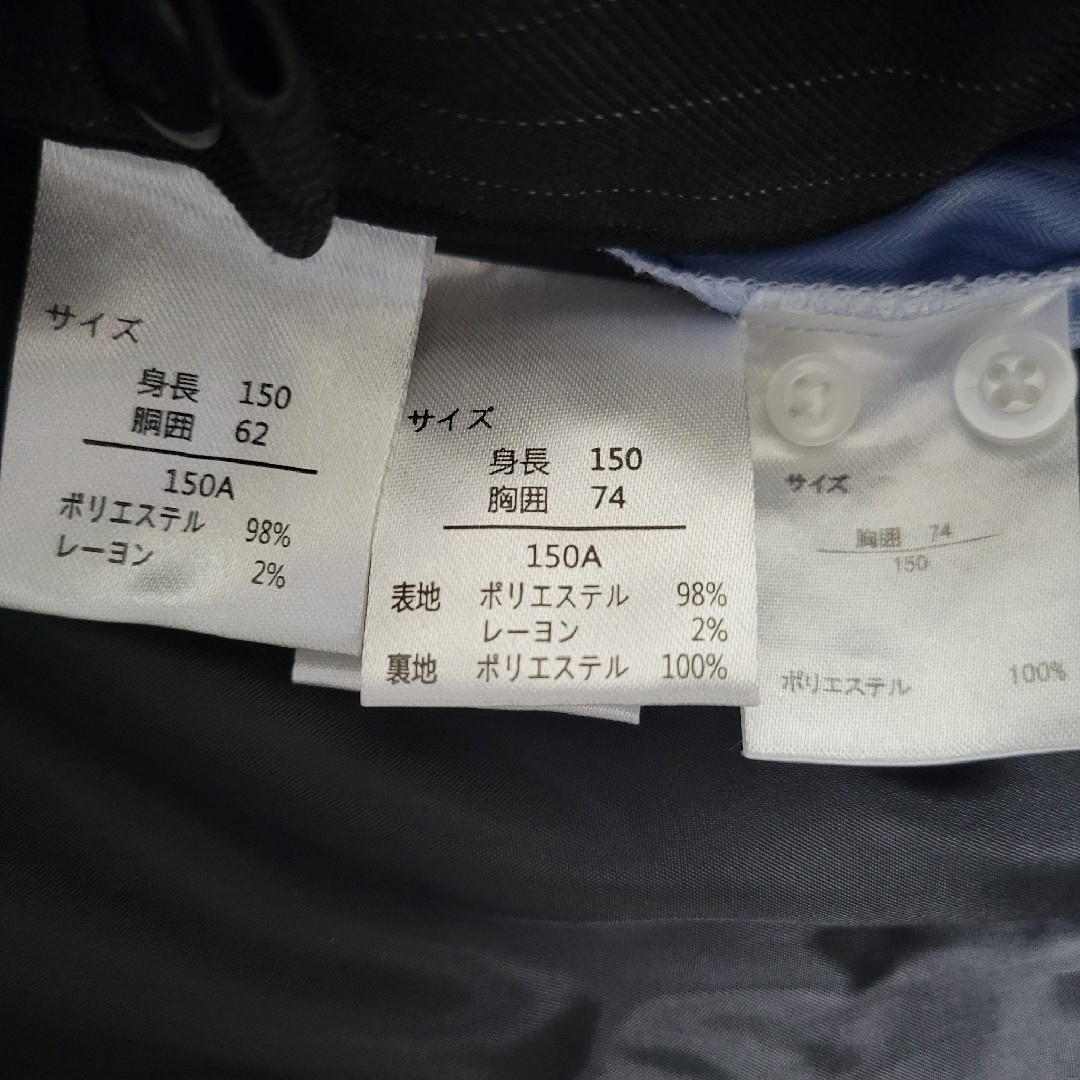 サイズ
身長 150
胴囲 62
150A
ポリエステル 98%
レーヨン 2%
サイズ
身長 150
胸囲 74
150A
表地 ポリエステル 98%
レーヨン 2%
裏地 ポリエステル 100%
サイズ
胸囲 74
150
ポリエステル 100%